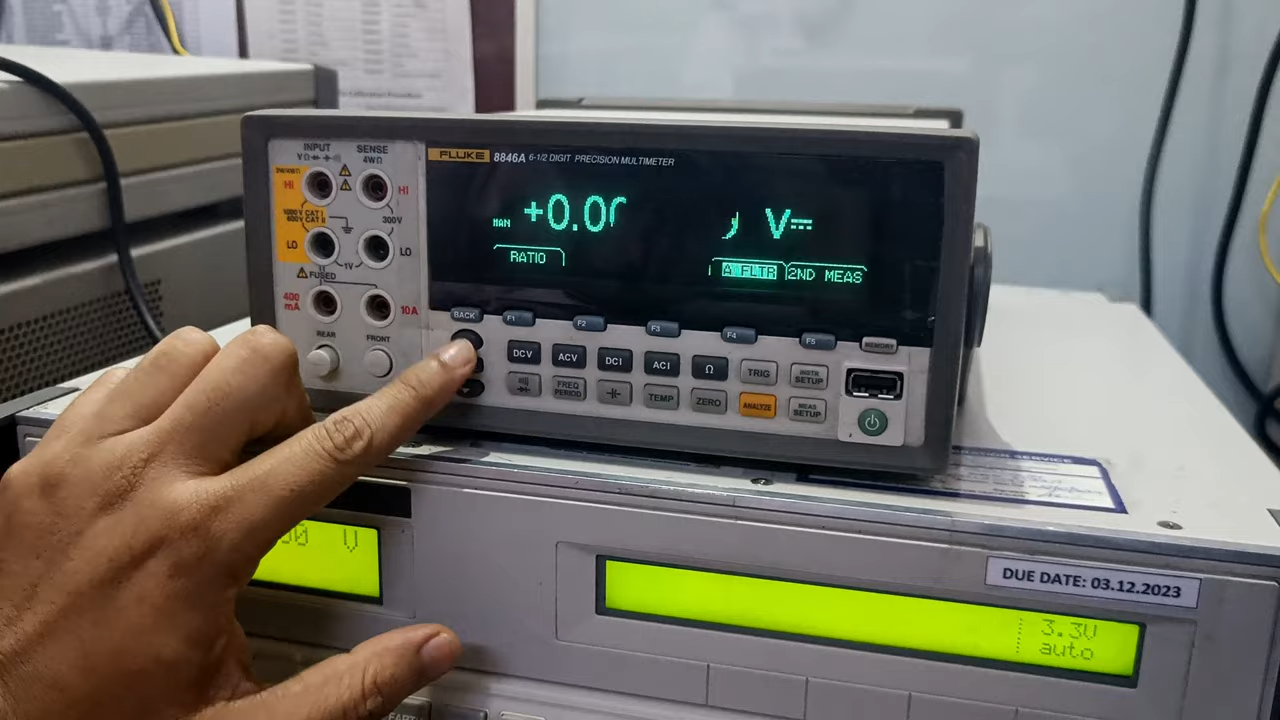 INPUT
VΩ
SENSE
4WΩ
HI
HI
1000V CAT I
600V CAT II
300V
LO
LO
1V
FUSED
400
mA
10A
REAR
FRONT
FLUKE 8846A 6-1/2 DIGIT PRECISION MULTIMETER
MAN +0.0
V
RATIO
A FLTR
2ND MEAS
BACK
F1
F2
F3
F4
F5
MEMORY
DCV
ACV
DCI
ACI
Ω
TRIG
INSTR
SETUP
FREQ
PERIOD
TEMP
ZERO
ANALYZE
MEAS
SETUP
V
DUE DATE: 03.12.2023
3.3V
auto